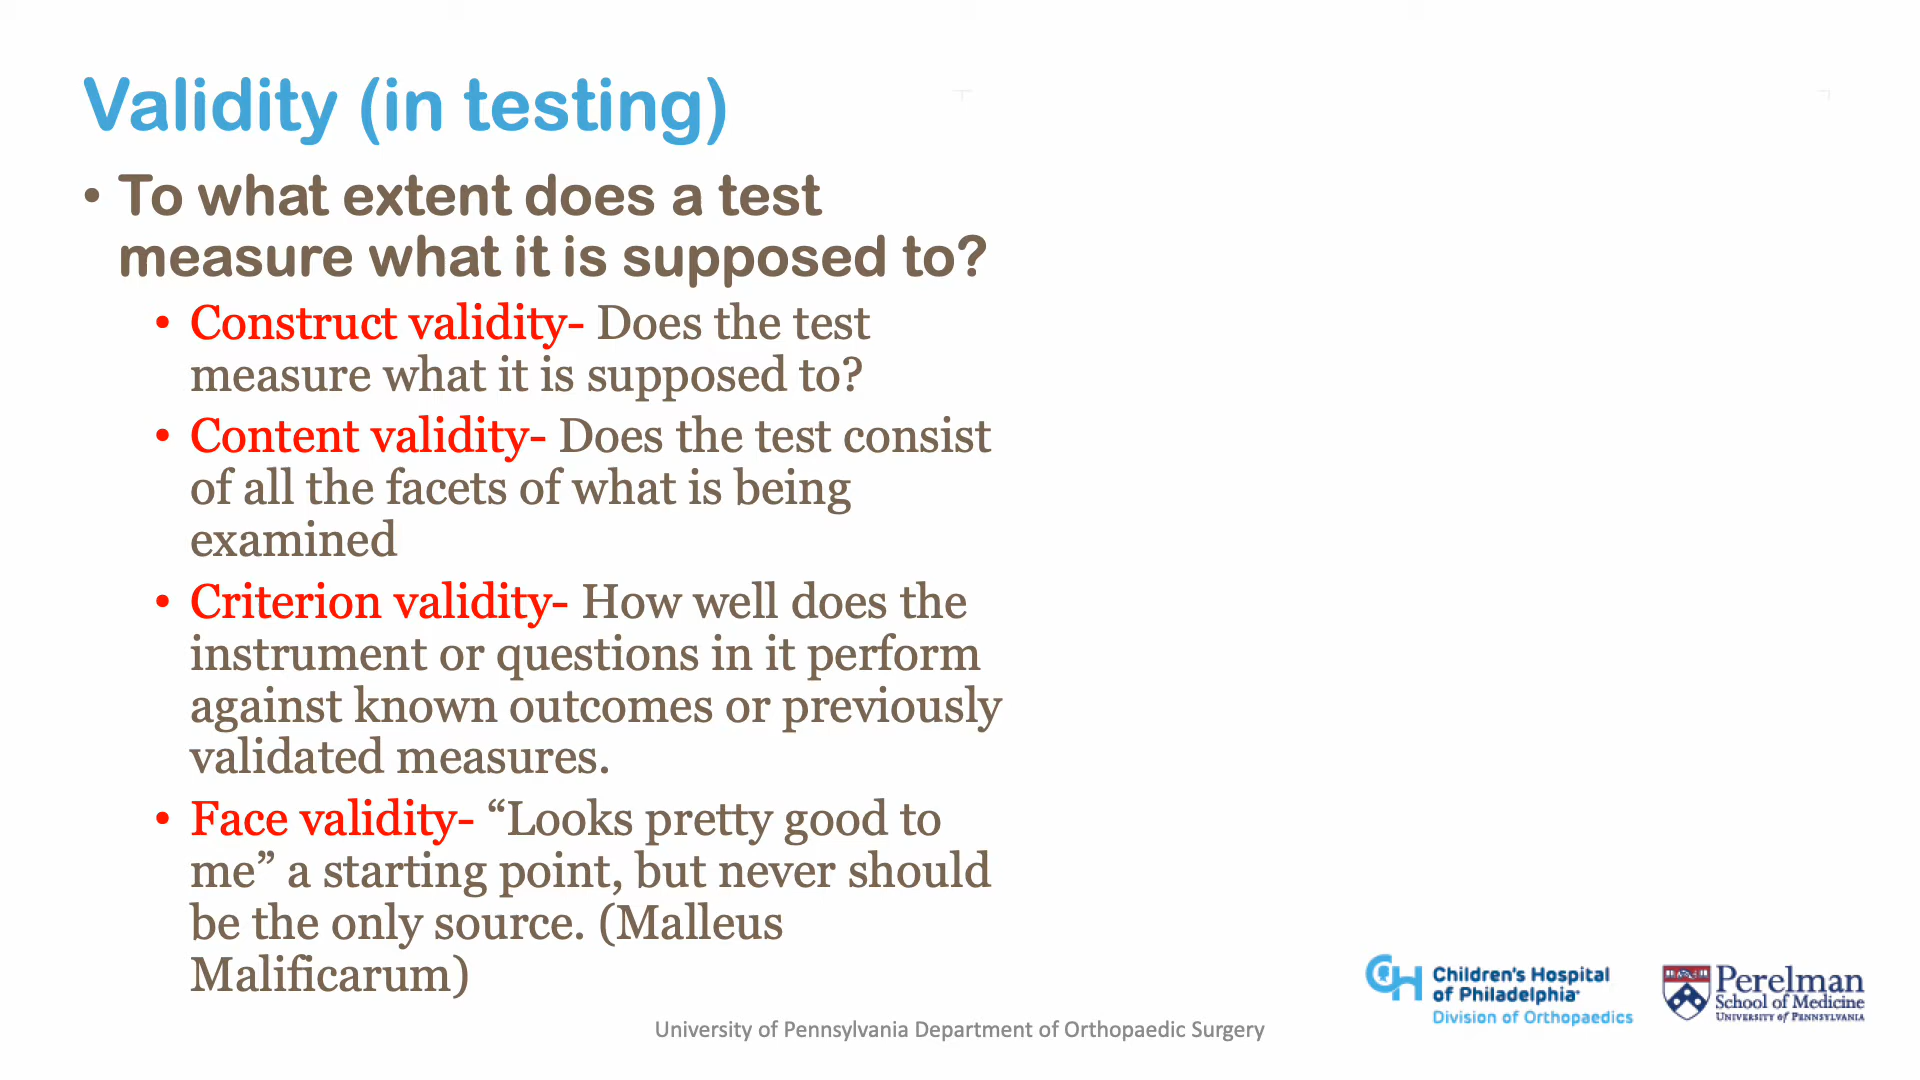 Validity (in testing)
• To what extent does a test
measure what it is supposed to?
• Construct validity- Does the test
measure what it is supposed to?
• Content validity- Does the test consist
of all the facets of what is being
examined
• Criterion validity- How well does the
instrument or questions in it perform
against known outcomes or previously
validated measures.
• Face validity- “Looks pretty good to
me” a starting point, but never should
be the only source. (Malleus
Malificarum)
CH Children's Hospital
of Philadelphia
Division of Orthopaedics
Perelman
School of Medicine
University of Pennsylvania
University of Pennsylvania Department of Orthopaedic Surgery